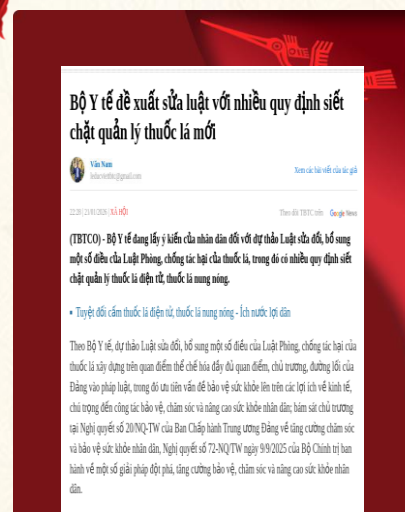 Bộ Y tế đề xuất sửa luật với nhiều quy định siết
chặt quản lý thuốc lá mới
Văn Nam
Xem các bài viết của tác giả
22:20 | 21/01/2026 | XÃ HỘI
Theo dõi TBTC trên Google News
(TBTCO) - Bộ Y tế đang lấy ý kiến của nhân dân đối với dự thảo Luật sửa đổi, bổ sung
một số điều của Luật Phòng, chống tác hại của thuốc lá, trong đó có nhiều quy định siết
chặt quản lý thuốc lá điện tử, thuốc lá nung nóng.
Tuyệt đối cấm thuốc lá điện tử, thuốc lá nung nóng - Ích nước lợi dân
Theo Bộ Y tế, dự thảo Luật sửa đổi, bổ sung một số điều của Luật Phòng, chống tác hại của
thuốc lá xây dựng trên quan điểm thể chế hóa đầy đủ quan điểm, chủ trương, đường lối của
Đảng vào pháp luật, trong đó ưu tiên vấn đề bảo vệ sức khỏe lên trên các lợi ích về kinh tế,
chú trọng đến công tác bảo vệ, chăm sóc và nâng cao sức khỏe nhân dân; bám sát chủ trương
tại Nghị quyết số 20/NQ-TW của Ban Chấp hành Trung ương Đảng về tăng cường chăm sóc
và bảo vệ sức khỏe nhân dân, Nghị quyết số 72-NQ/TW ngày 9/9/2025 của Bộ Chính trị ban
hành về một số giải pháp đột phá, tăng cường bảo vệ, chăm sóc và nâng cao sức khỏe nhân
dân.